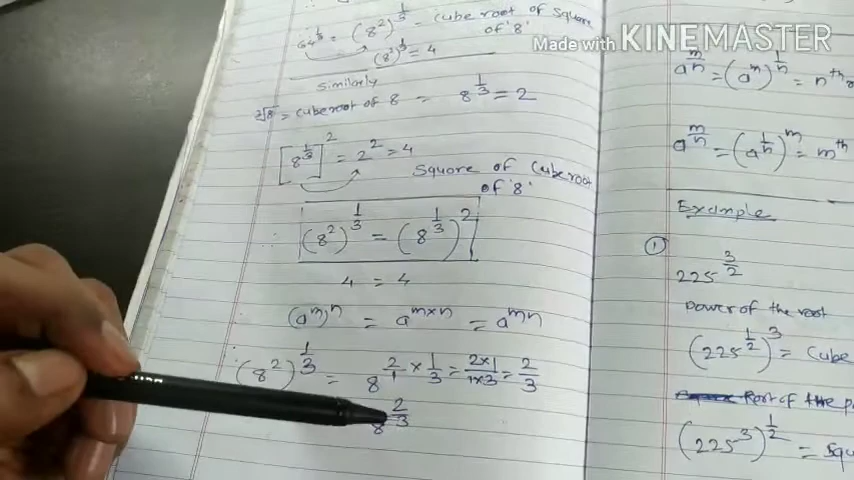 64^1/3 = (8^2)^1/3 = cube root of square of '8'
(8^2)^1/3 = 4
Made with KINEMASTER
Similarly
∛8 = cube root of 8 = 8^1/3 = 2
[8^1/3]^2 = 2^2 = 4
Square of Cube root of '8'
∴ (8^2)^1/3 = (8^1/3)^2
4 = 4
(a^m)^n = a^m×n = a^mn
∴ (8^2)^1/3 = 8^2/1 × 1/3 = 2×1/1×3 = 2/3
8^2/3
a^m/n = (a^m)^1/n = n^th
a^m/n = (a^1/n)^m = m^th
Example
① 225^3/2
Power of the root
(225^1/2)^3 = Cube
Root of the
(225^3)^1/2 =